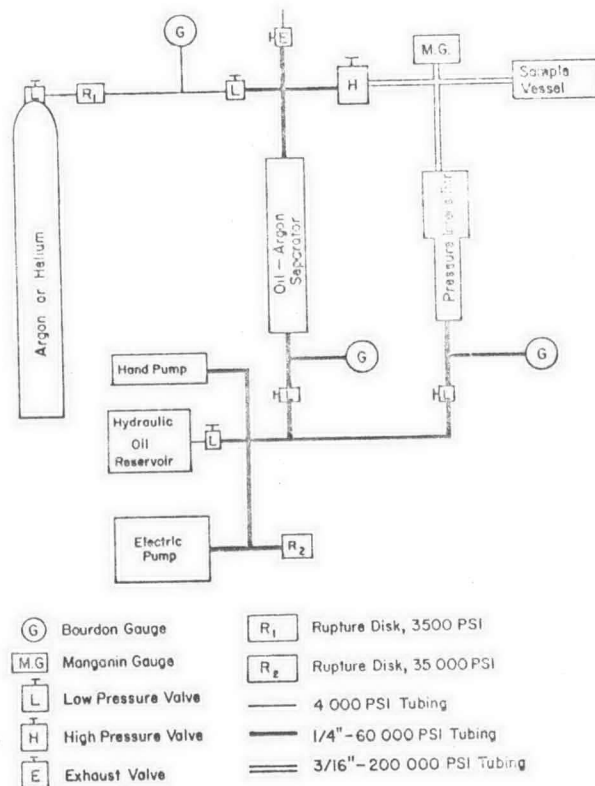 G
E
M.G.
L
R1
L
H
Sample
Vessel
Argon or Helium
Oil-Argon
Separator
Pressure
G
G
Hand Pump
L
L
Hydraulic
Oil
Reservoir
L
Electric
Pump
R2
G Bourdon Gauge
M.G Manganin Gauge
L Low Pressure Valve
H High Pressure Valve
E Exhaust Valve
R1 Rupture Disk, 3500 PSI
R2 Rupture Disk, 35 000 PSI
4 000 PSI Tubing
1/4"-60 000 PSI Tubing
3/16"-200 000 PSI Tubing